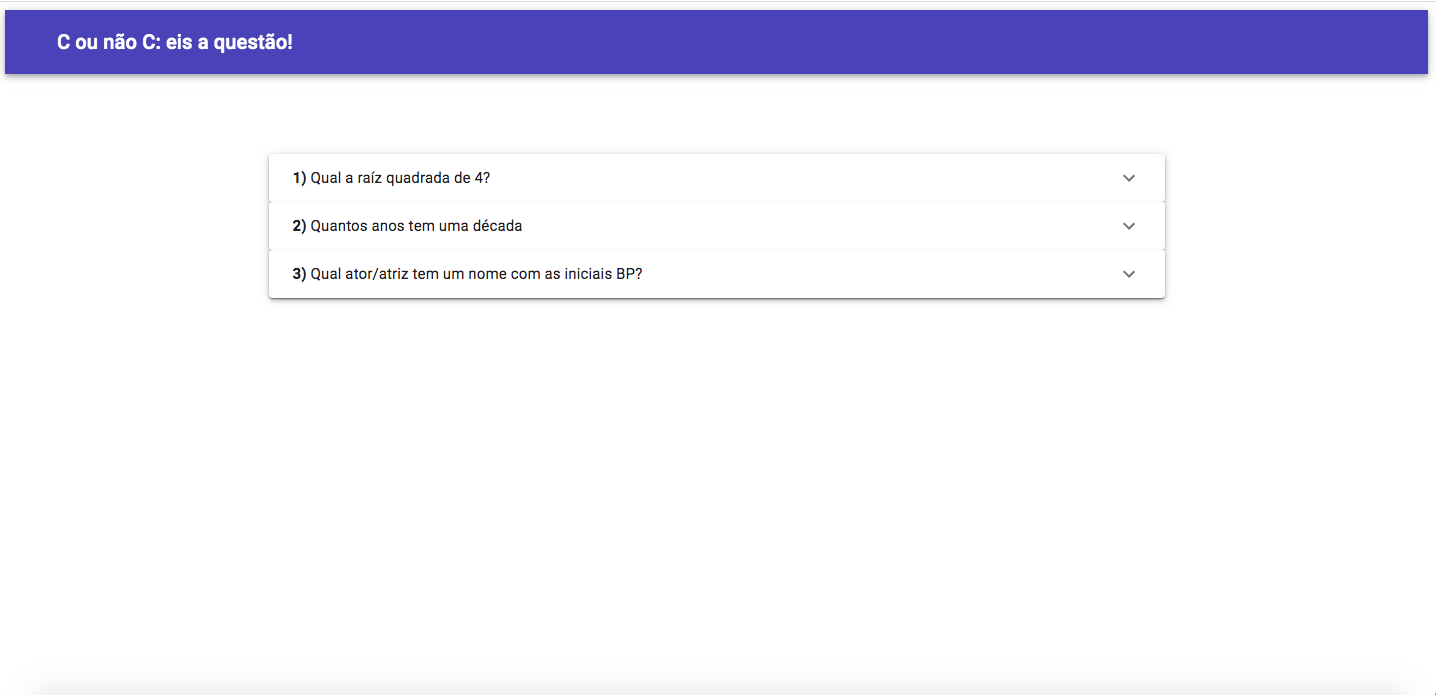 C ou não C: eis a questão!
1) Qual a raíz quadrada de 4?
2) Quantos anos tem uma década
3) Qual ator/atriz tem um nome com as iniciais BP?